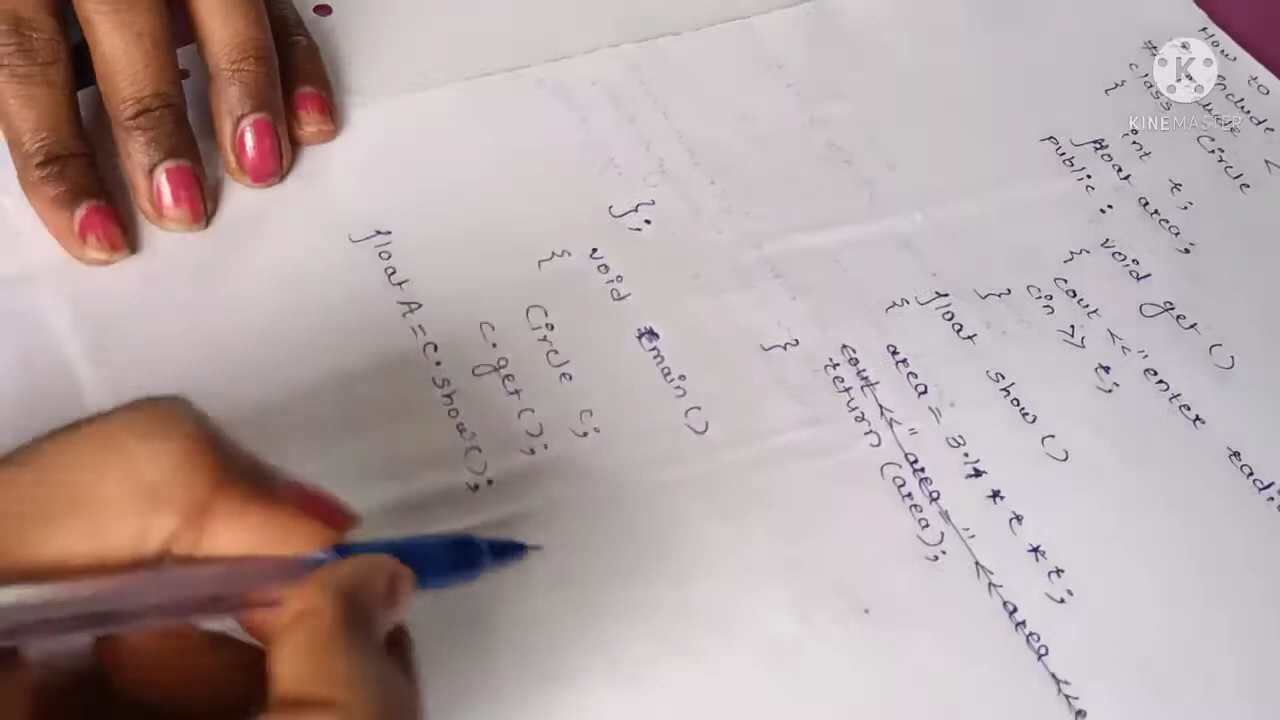 How to
#include <
class Circle
{
int r;
float area;
public :
void get ()
{
cout << "enter
cin >> r;
}
float show ()
{
area = 3.14 * r * r;
cout << "area=" << area <<
return (area);
}
};
void main ()
{
Circle c;
c.get ();
float A = c.show ();
KINEMASTER